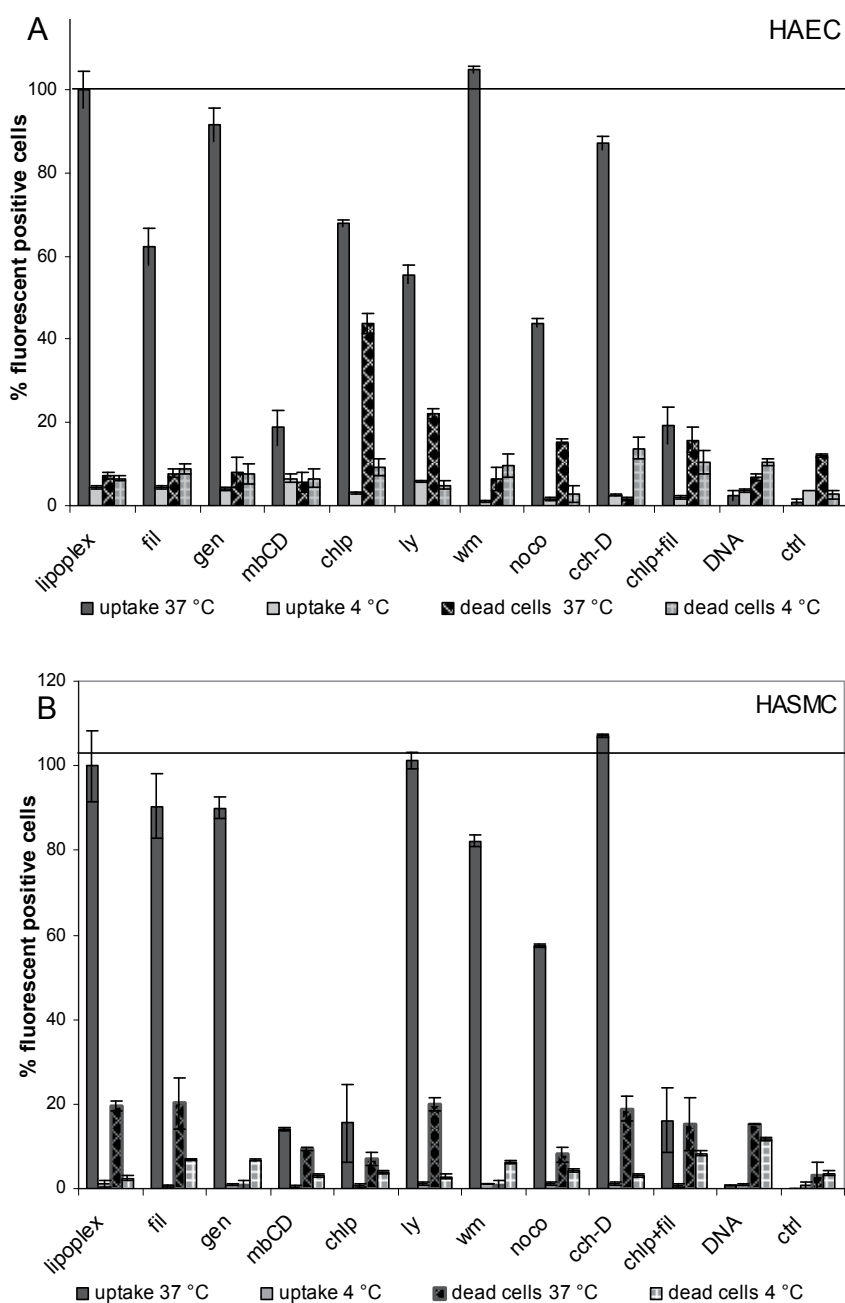 A
HAEC
% fluorescent positive cells
100
80
60
40
20
0
lipoplex
fil
gen
mbCD
chlp
ly
wm
noco
cch-D
chlp+fil
DNA
ctrl
uptake 37 °C uptake 4 °C dead cells 37 °C dead cells 4 °C
B
HASMC
% fluorescent positive cells
120
100
80
60
40
20
0
lipoplex
fil
gen
mbCD
chlp
ly
wm
noco
cch-D
chlp+fil
DNA
ctrl
uptake 37 °C uptake 4 °C dead cells 37 °C dead cells 4 °C